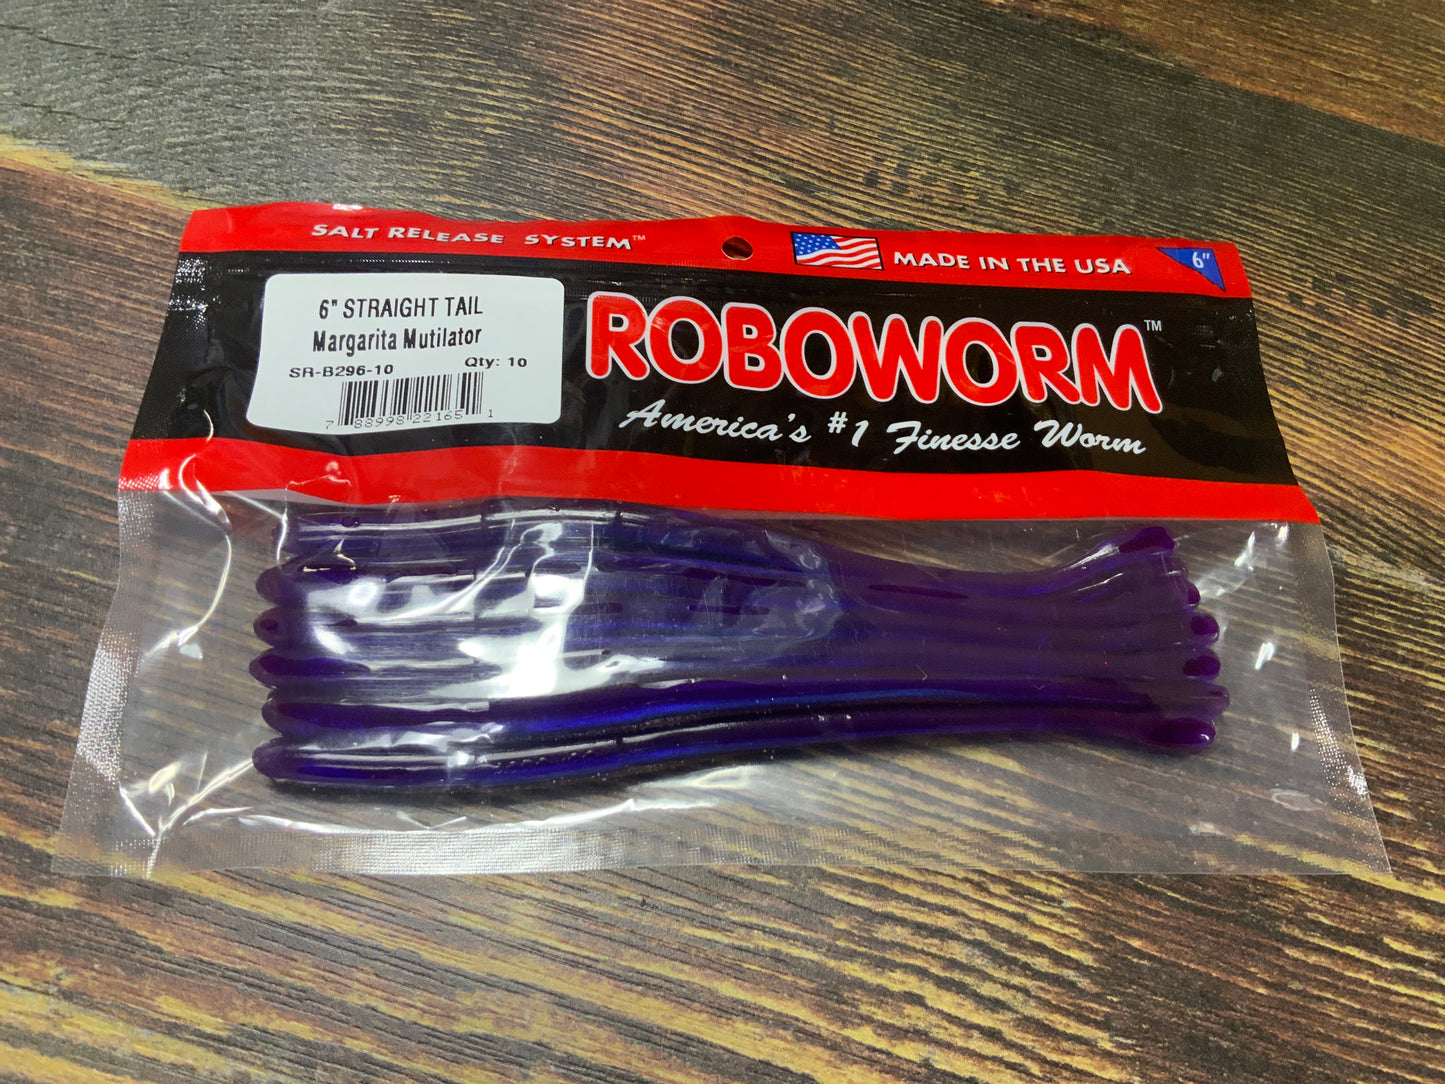 SALT RELEASE SYSTEM™
MADE IN THE USA
6"
6" STRAIGHT TAIL
Margarita Mutilator
SR-B296-10 Qty: 10
7 88998 22165 1
ROBOWORM™
America's #1 Finesse Worm